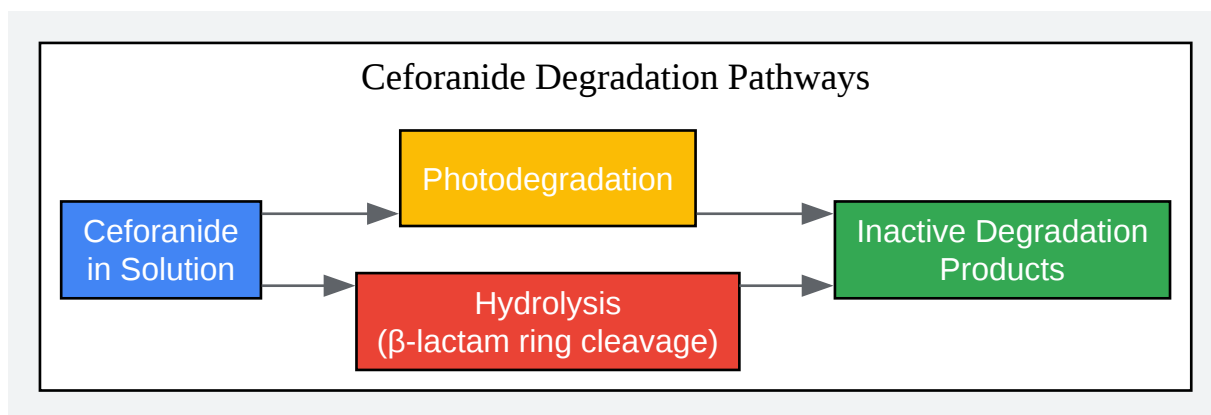 Ceforanide Degradation Pathways
Photodegradation
Ceforanide
in Solution
Inactive Degradation
Products
Hydrolysis
(β-lactam ring cleavage)